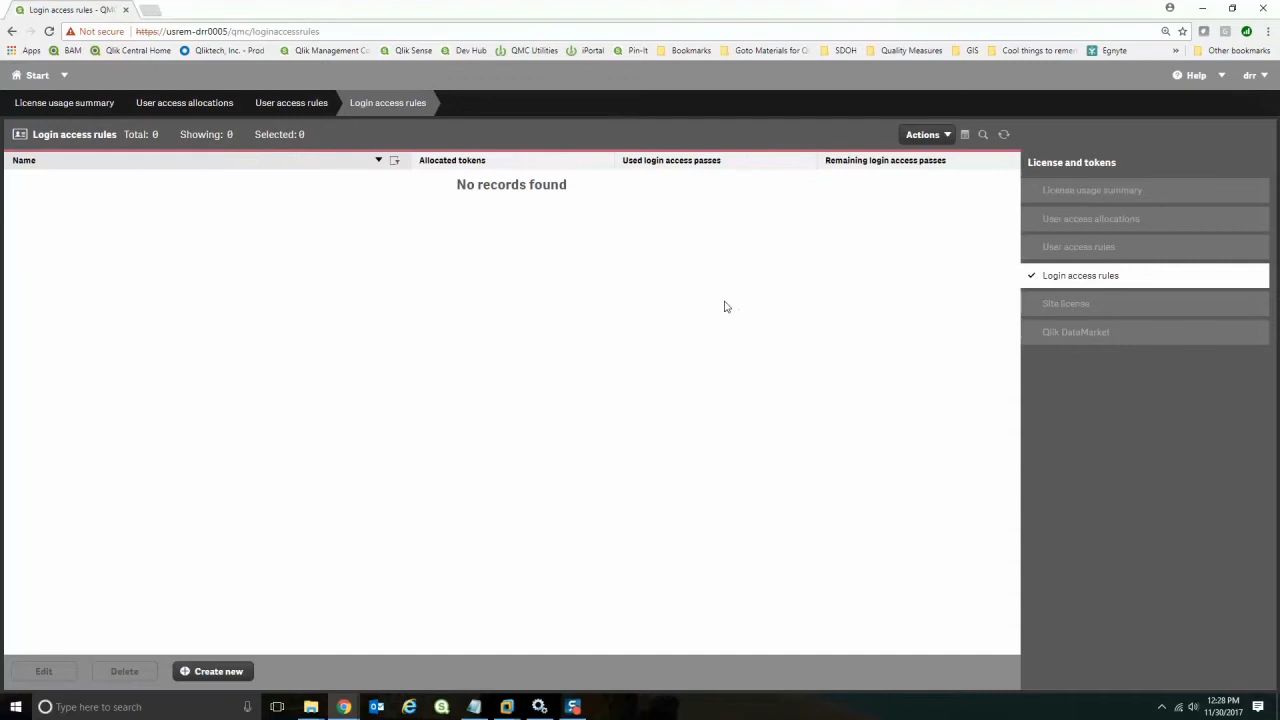 Login access rules - QMC
Not secure https://usrem-drr0005/qmc/loginaccessrules
Apps BAM Qlik Central Home Qliktech, Inc. - Prod Qlik Management Co Qlik Sense Dev Hub QMC Utilities iPortal Pin-It Bookmarks Goto Materials for Q SDOH Quality Measures GIS Cool things to remem Egnyte » Other bookmarks
Start Help drr
License usage summary User access allocations User access rules Login access rules
Login access rules Total: 0 Showing: 0 Selected: 0 Actions
Name Allocated tokens Used login access passes Remaining login access passes
No records found
License and tokens
License usage summary
User access allocations
User access rules
Login access rules
Site license
Qlik DataMarket
Edit Delete Create new
Type here to search
12:28 PM
11/30/2017